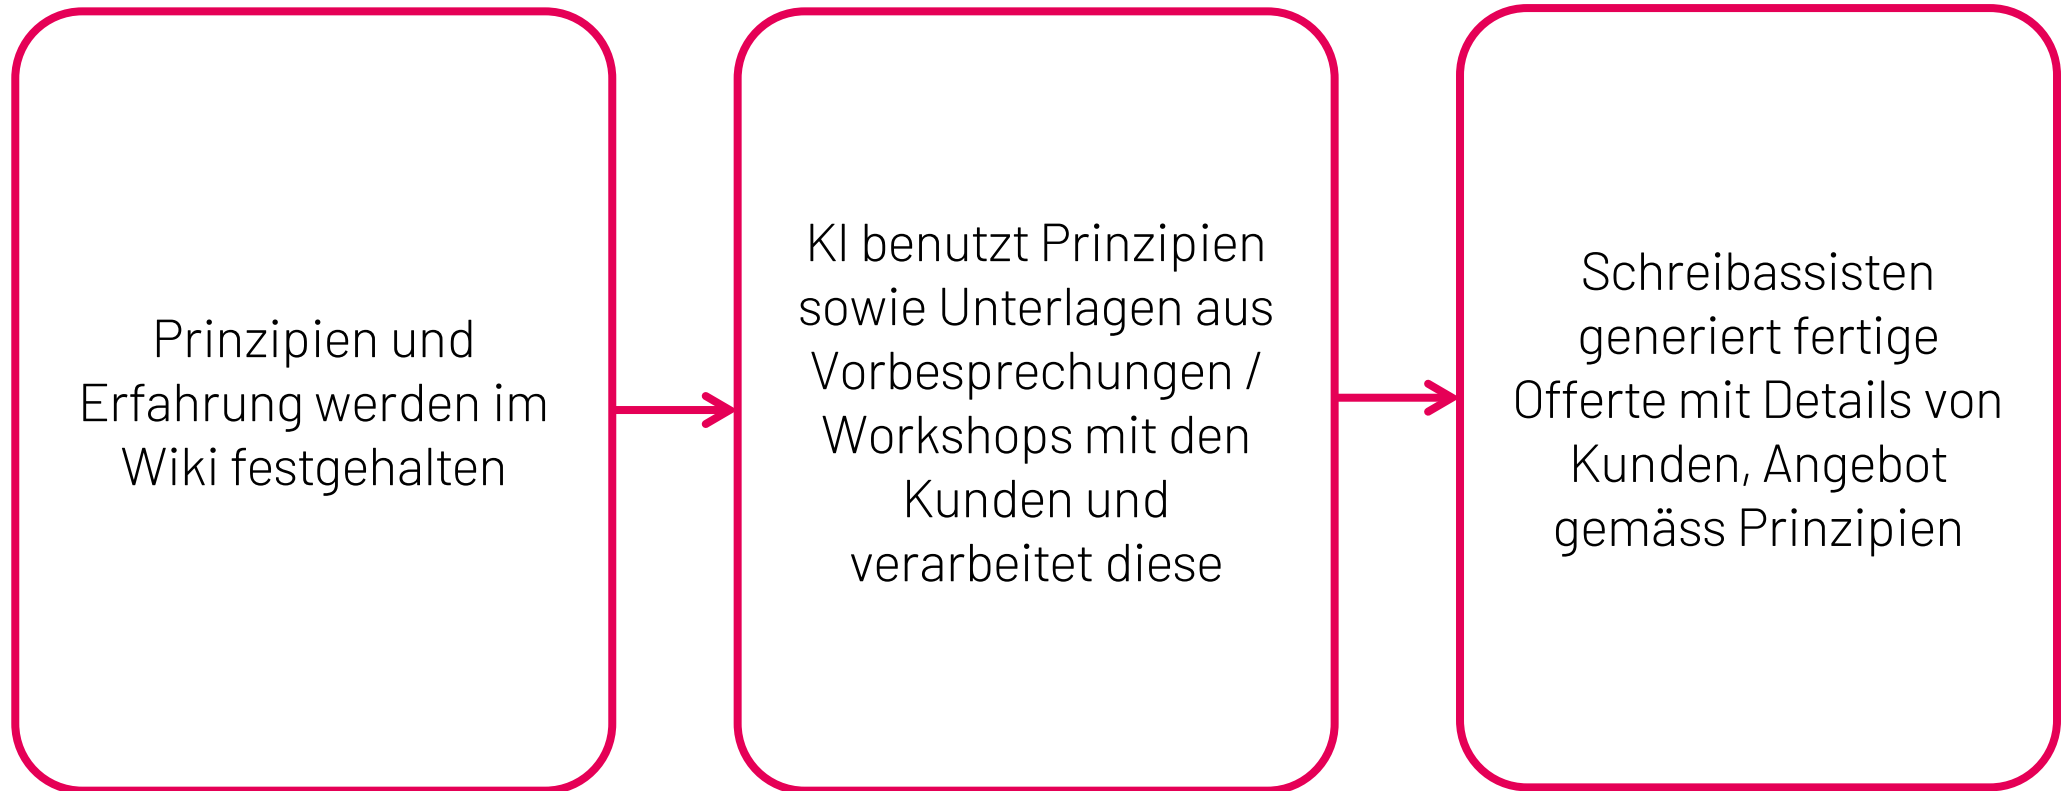 Prinzipien und
Erfahrung werden im
Wiki festgehalten
KI benutzt Prinzipien
sowie Unterlagen aus
Vorbesprechungen /
Workshops mit den
Kunden und
verarbeitet diese
Schreibassisten
generiert fertige
Offerte mit Details von
Kunden, Angebot
gemäss Prinzipien